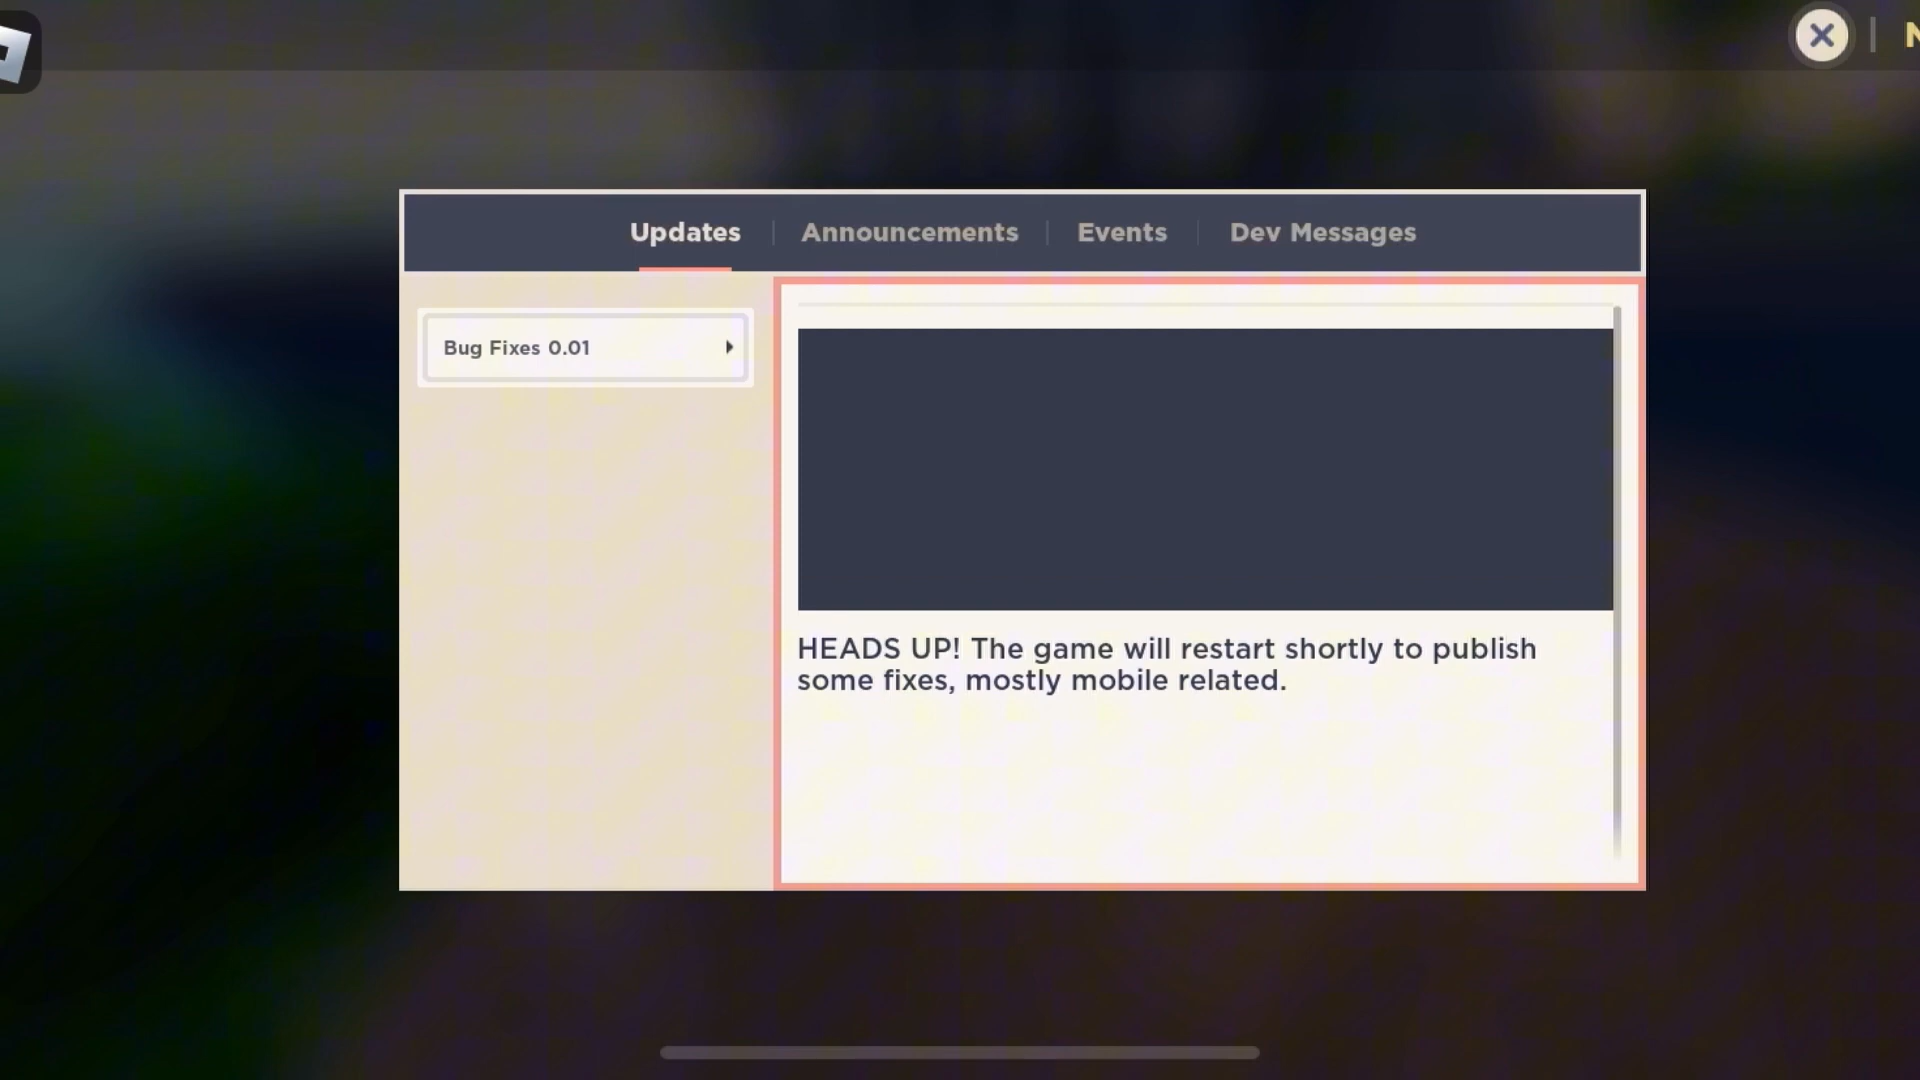 Updates
Announcements
Events
Dev Messages
Bug Fixes 0.01
HEADS UP! The game will restart shortly to publish
some fixes, mostly mobile related.